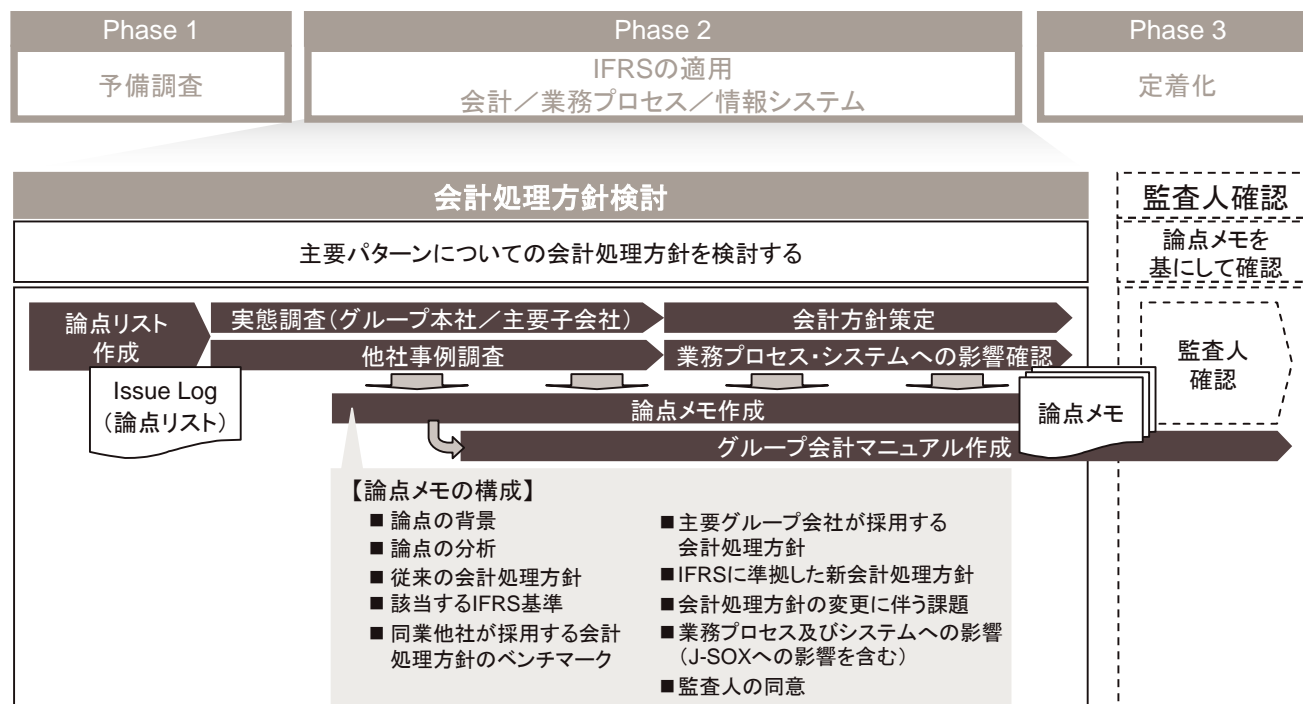 Phase 1
予備調査
Phase 2
IFRSの適用
会計／業務プロセス／情報システム
Phase 3
定着化
会計処理方針検討
主要パターンについての会計処理方針を検討する
監査人確認
論点メモを
基にして確認
論点リスト
作成
Issue Log
（論点リスト）
実態調査（グループ本社／主要子会社）
他社事例調査
会計方針策定
業務プロセス・システムへの影響確認
論点メモ作成
論点メモ
グループ会計マニュアル作成
監査人
確認
【論点メモの構成】
■ 論点の背景
■ 論点の分析
■ 従来の会計処理方針
■ 該当するIFRS基準
■ 同業他社が採用する会計
処理方針のベンチマーク
■主要グループ会社が採用する
会計処理方針
■IFRSに準拠した新会計処理方針
■会計処理方針の変更に伴う課題
■業務プロセス及びシステムへの影響
（J-SOXへの影響を含む）
■監査人の同意